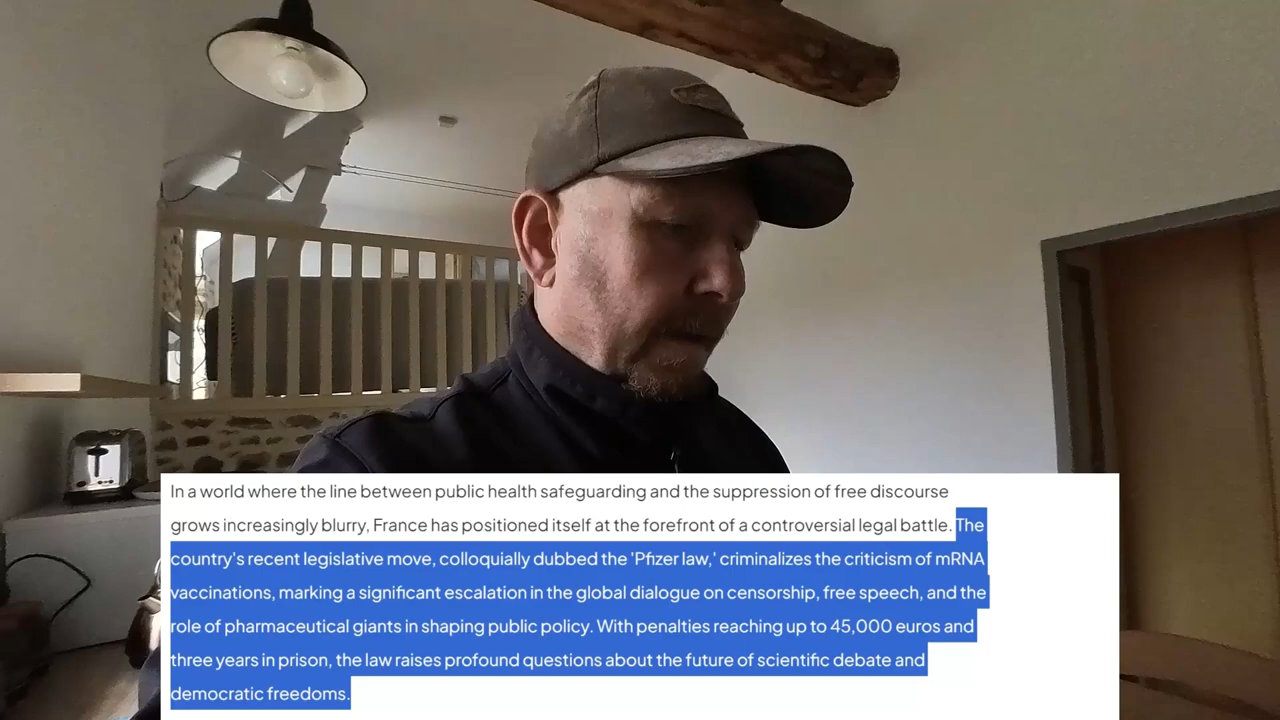 In a world where the line between public health safeguarding and the suppression of free discourse
grows increasingly blurry, France has positioned itself at the forefront of a controversial legal battle. The
country's recent legislative move, colloquially dubbed the 'Pfizer law,' criminalizes the criticism of mRNA
vaccinations, marking a significant escalation in the global dialogue on censorship, free speech, and the
role of pharmaceutical giants in shaping public policy. With penalties reaching up to 45,000 euros and
three years in prison, the law raises profound questions about the future of scientific debate and
democratic freedoms.